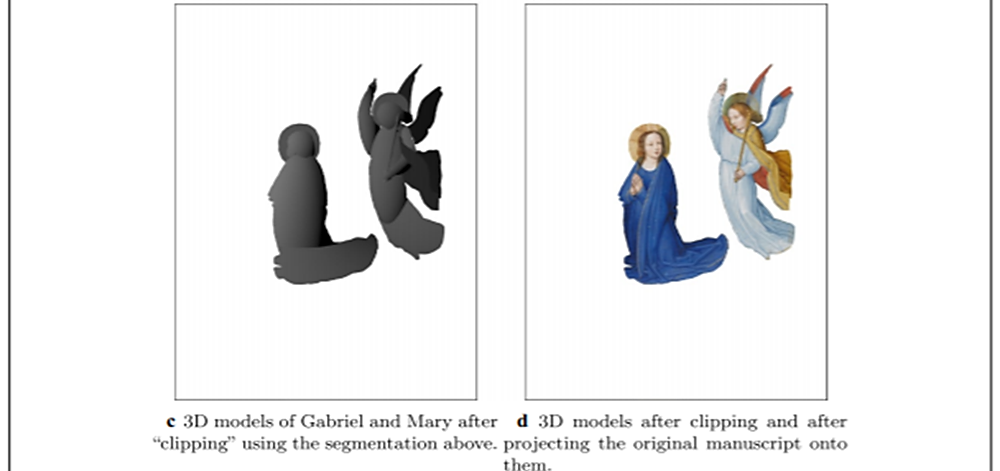 c 3D models of Gabriel and Mary after
“clipping” using the segmentation above.
d 3D models after clipping and after
projecting the original manuscript onto
them.